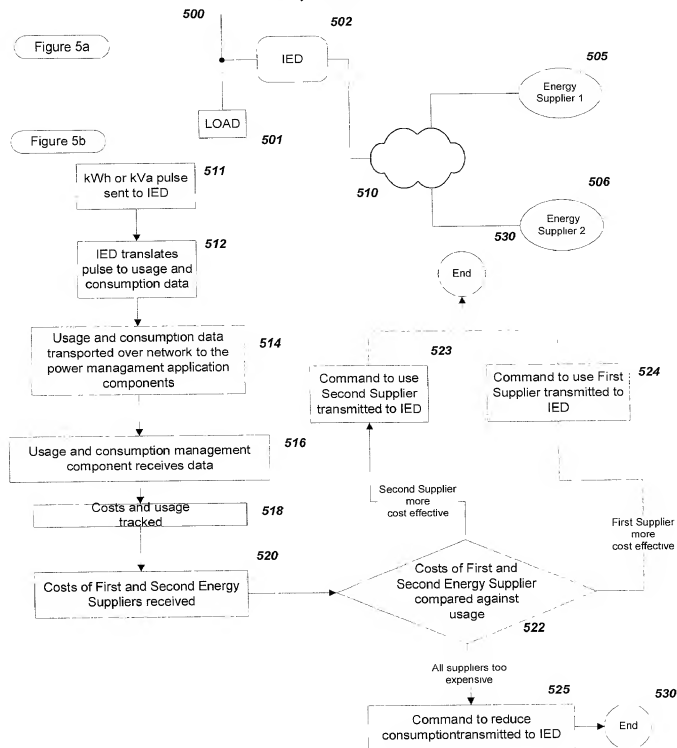 500
502
Figure 5a
IED
505
Energy
Supplier 1
LOAD
501
Figure 5b
510
506
Energy
Supplier 2
530
511
kWh or kVa pulse
sent to IED
512
IED translates
pulse to usage and
consumption data
End
Usage and consumption data
transported over network to the
power managament application
components
514
523
Command to use
Second Supplier
transmitted to IED
524
Command to use First
Supplier transmitted to
IED
Usage and consumption management
component receives data
516
Costs and usage
tracked
518
Second Supplier
more
cost effective
First Supplier
more
cost effective
520
Costs of First and Second Energy
Suppliers received
Costs of First and
Second Energy Supplier
compared against
usage
522
All suppliers too
expensive
525
530
Command to reduce
consumptiontransmitted to IED
End